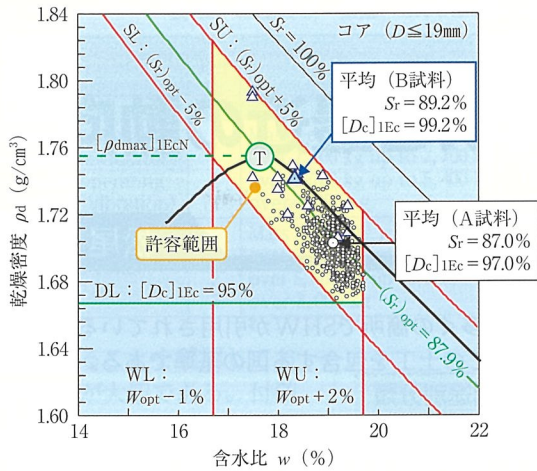 コア（D≦19mm）
SL：(Sr)opt－5%
SU：(Sr)opt＋5%
Sr＝100%
平均（B試料）
Sr＝89.2%
[Dc]1Ec＝99.2%
[ρdmax]1EcN
T
許容範囲
平均（A試料）
Sr＝87.0%
[Dc]1Ec＝97.0%
DL：[Dc]1Ec＝95%
(Sr)opt＝87.9%
WL：
Wopt－1%
WU：
Wopt＋2%
乾燥密度 ρd（g/cm³）
1.84
1.80
1.76
1.72
1.68
1.64
1.60
14
16
18
20
22
含水比 w（%）